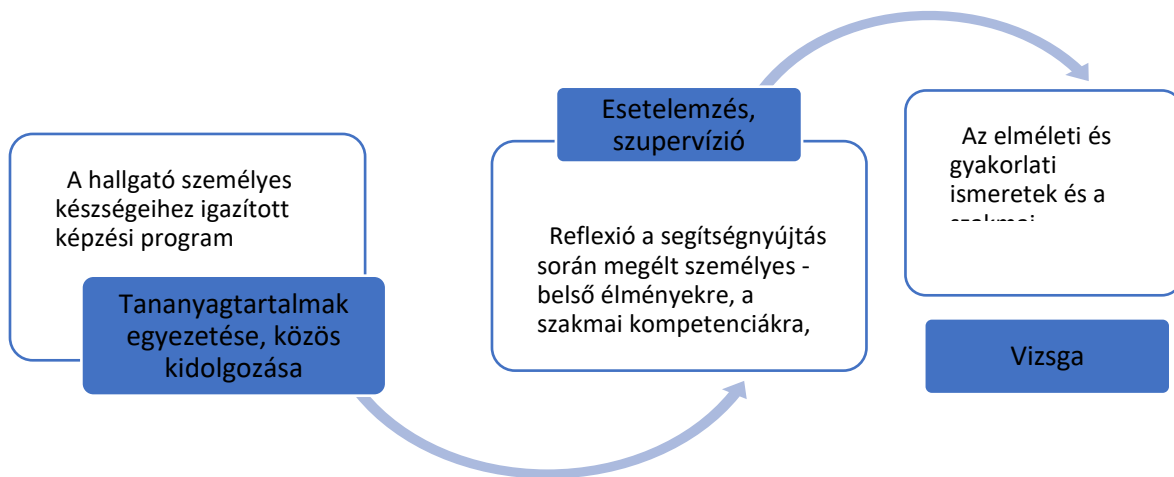 A hallgató személyes
készségeihez igazított
képzési program
Tananyagtartalmak
egyezetése, közös
kidolgozása
Esetelemzés,
szupervízió
Reflexió a segítségnyújtás
során megélt személyes -
belső élményekre, a
szakmai kompetenciákra,
Az elméleti és
gyakorlati
ismeretek és a
szakmai
Vizsga